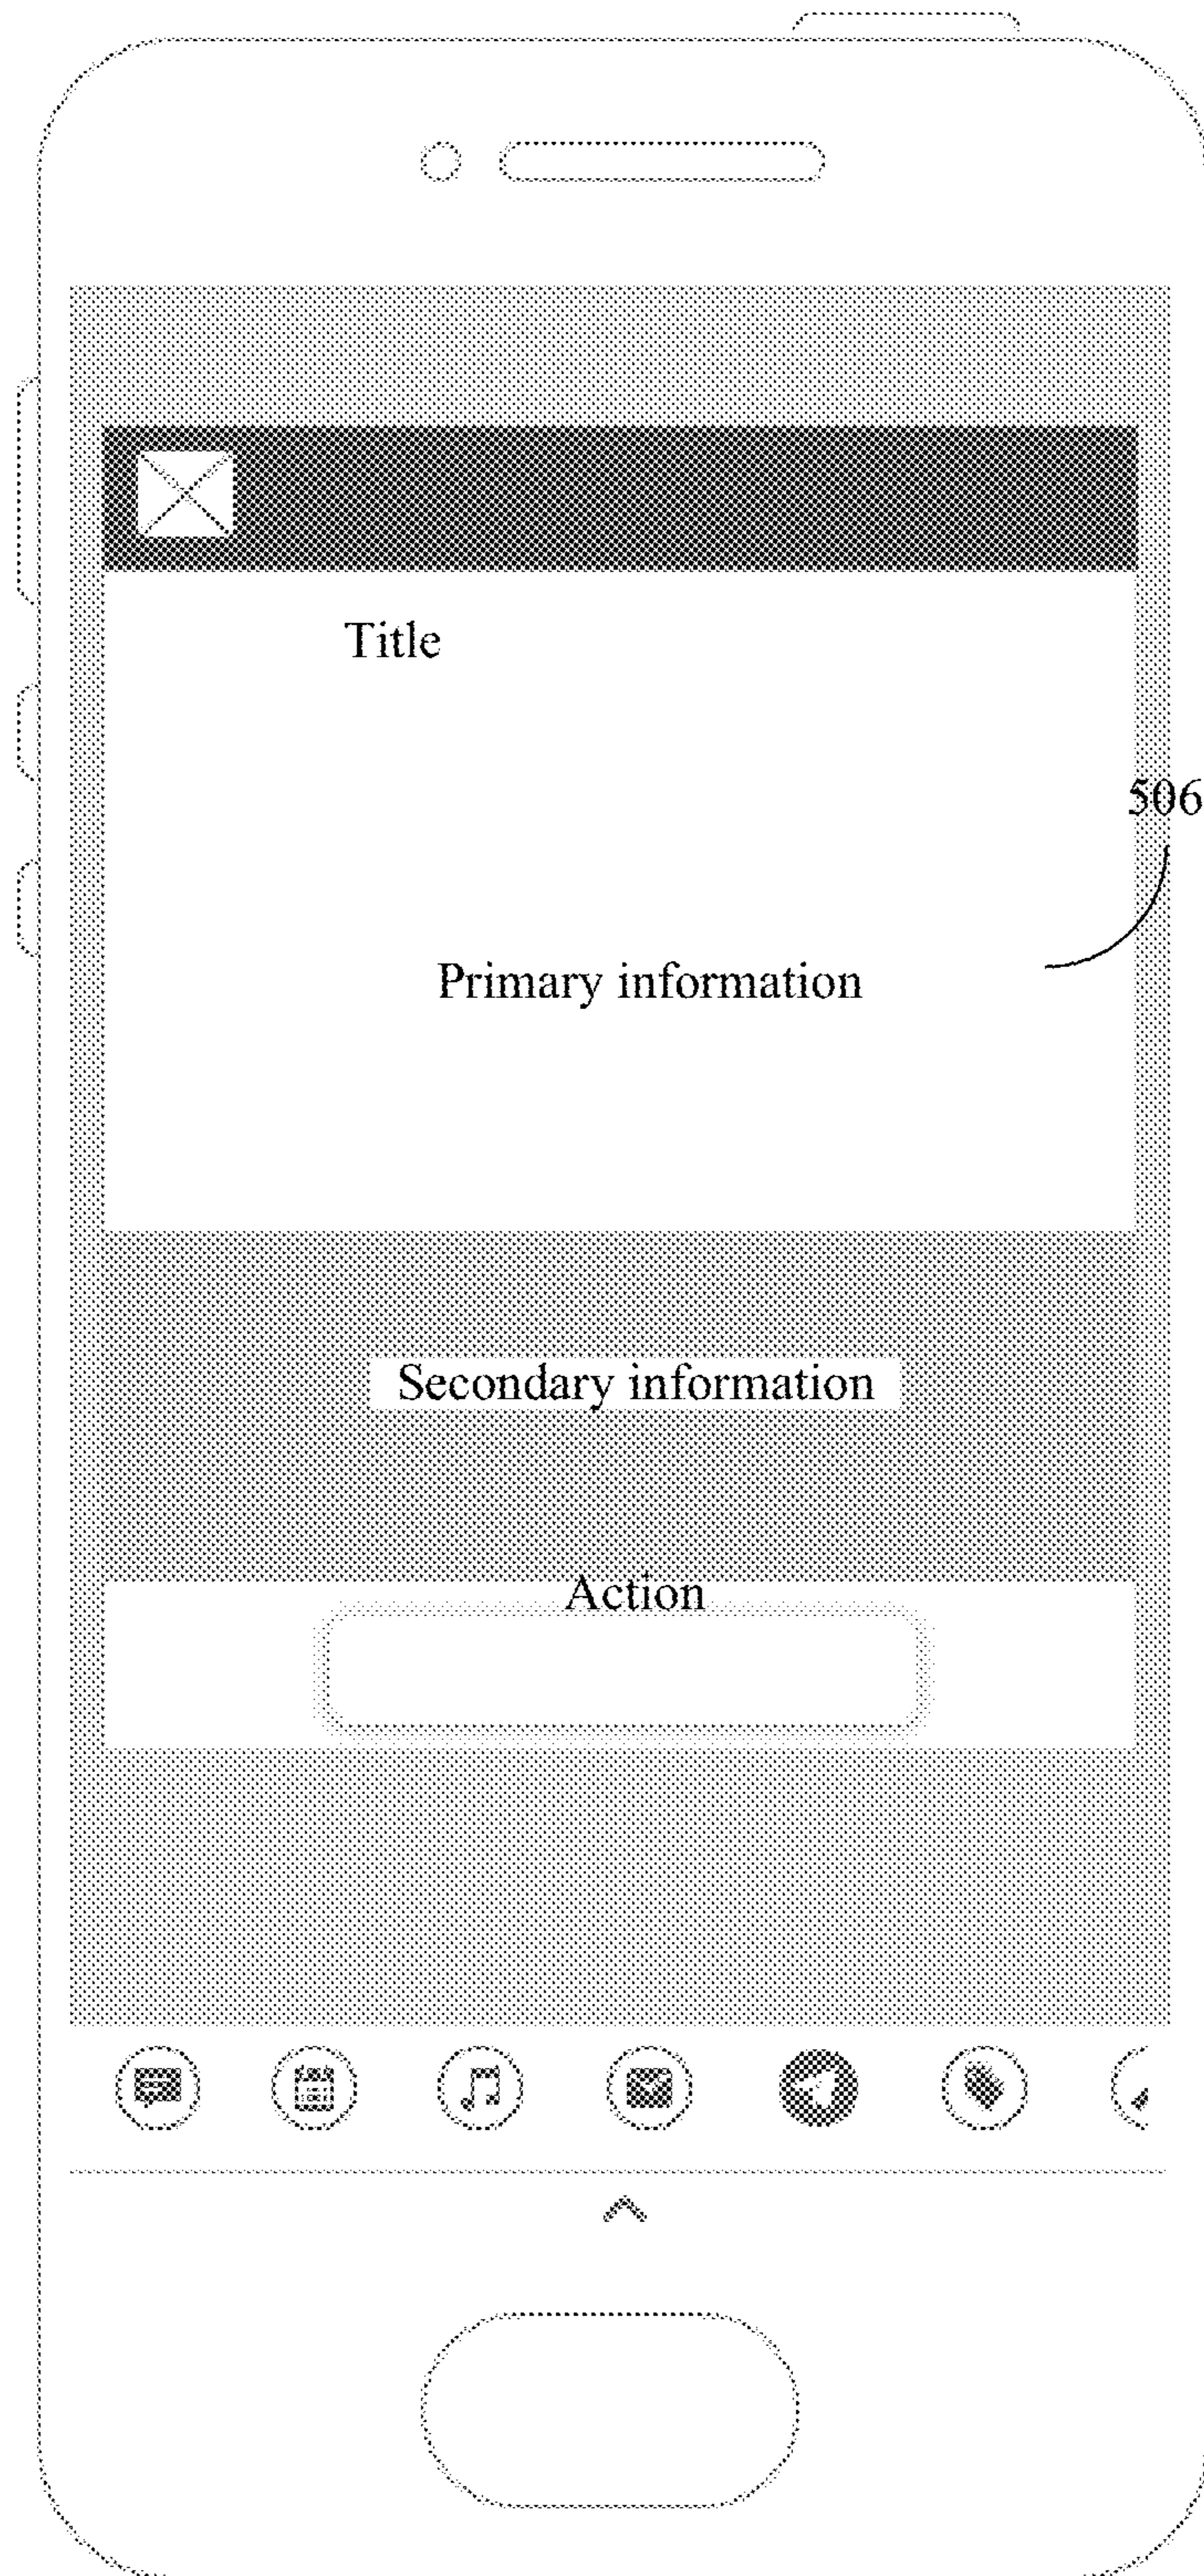 Title
506
Primary information
Secondary information
Action